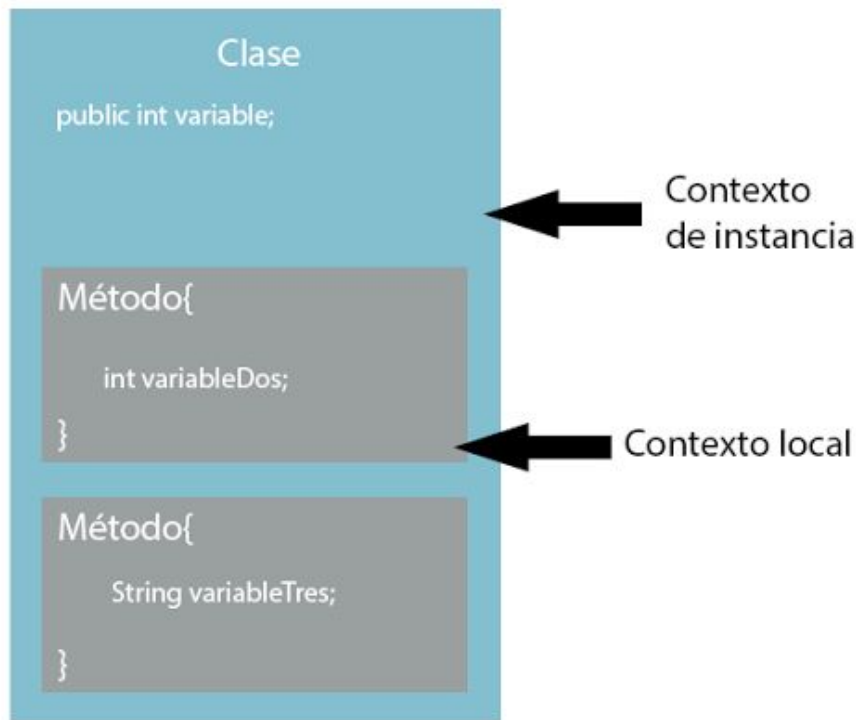 Clase
public int variable;
Contexto
de instancia
Método{
int variableDos;
}
Contexto local
Método{
String variableTres;
}